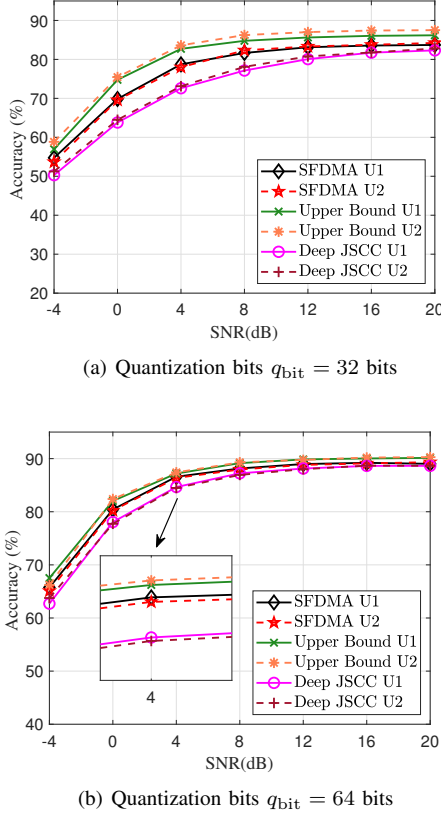 90
80
70
60
50
40
30
20
Accuracy (%)
-4 0 4 8 12 16 20
SNR(dB)
SFDMA U1
SFDMA U2
Upper Bound U1
Upper Bound U2
Deep JSCC U1
Deep JSCC U2
(a) Quantization bits q_bit = 32 bits
90
80
70
60
50
40
Accuracy (%)
4
-4 0 4 8 12 16 20
SNR(dB)
SFDMA U1
SFDMA U2
Upper Bound U1
Upper Bound U2
Deep JSCC U1
Deep JSCC U2
(b) Quantization bits q_bit = 64 bits